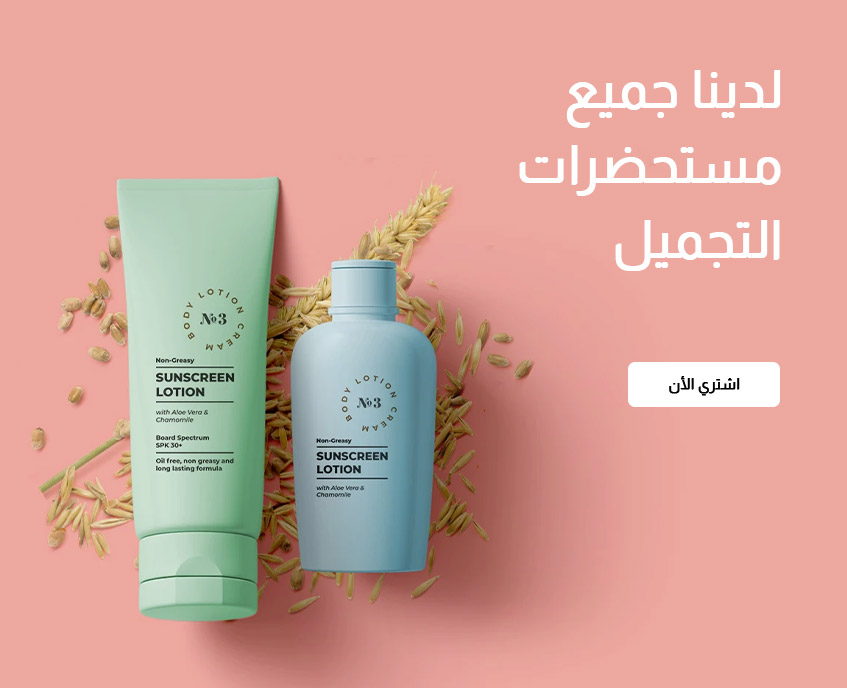 لدينا جميع
مستحضرات
التجميل
اشتري الأن
BODY LOTION CREAM
№3
Non-Greasy
SUNSCREEN
LOTION
with Aloe Vera &
Chamomile
Board Spectrum
SPK 30+
Oil free, non greasy and
long lasting formula
BODY LOTION CREAM
№3
Non-Greasy
SUNSCREEN
LOTION
with Aloe Vera &
Chamomile